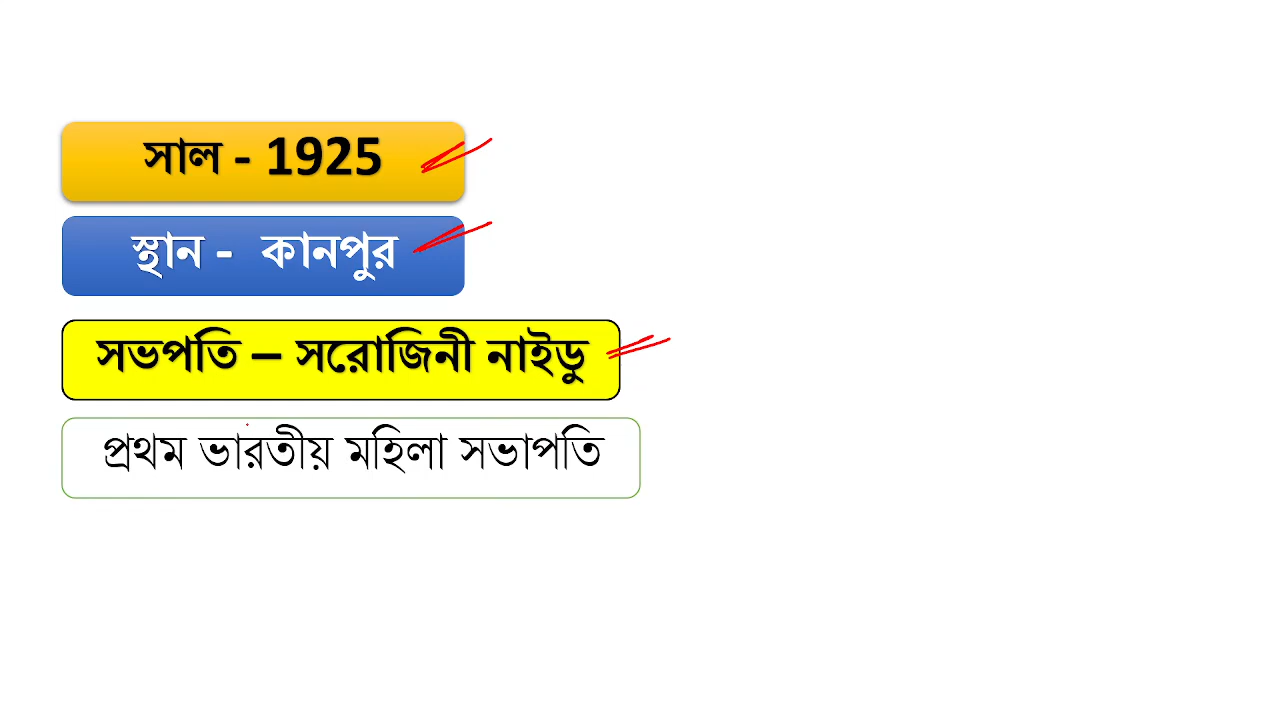 সাল - 1925
স্থান - কানপুর
সভপতি – সরোজিনী নাইডু
প্রথম ভারতীয় মহিলা সভাপতি